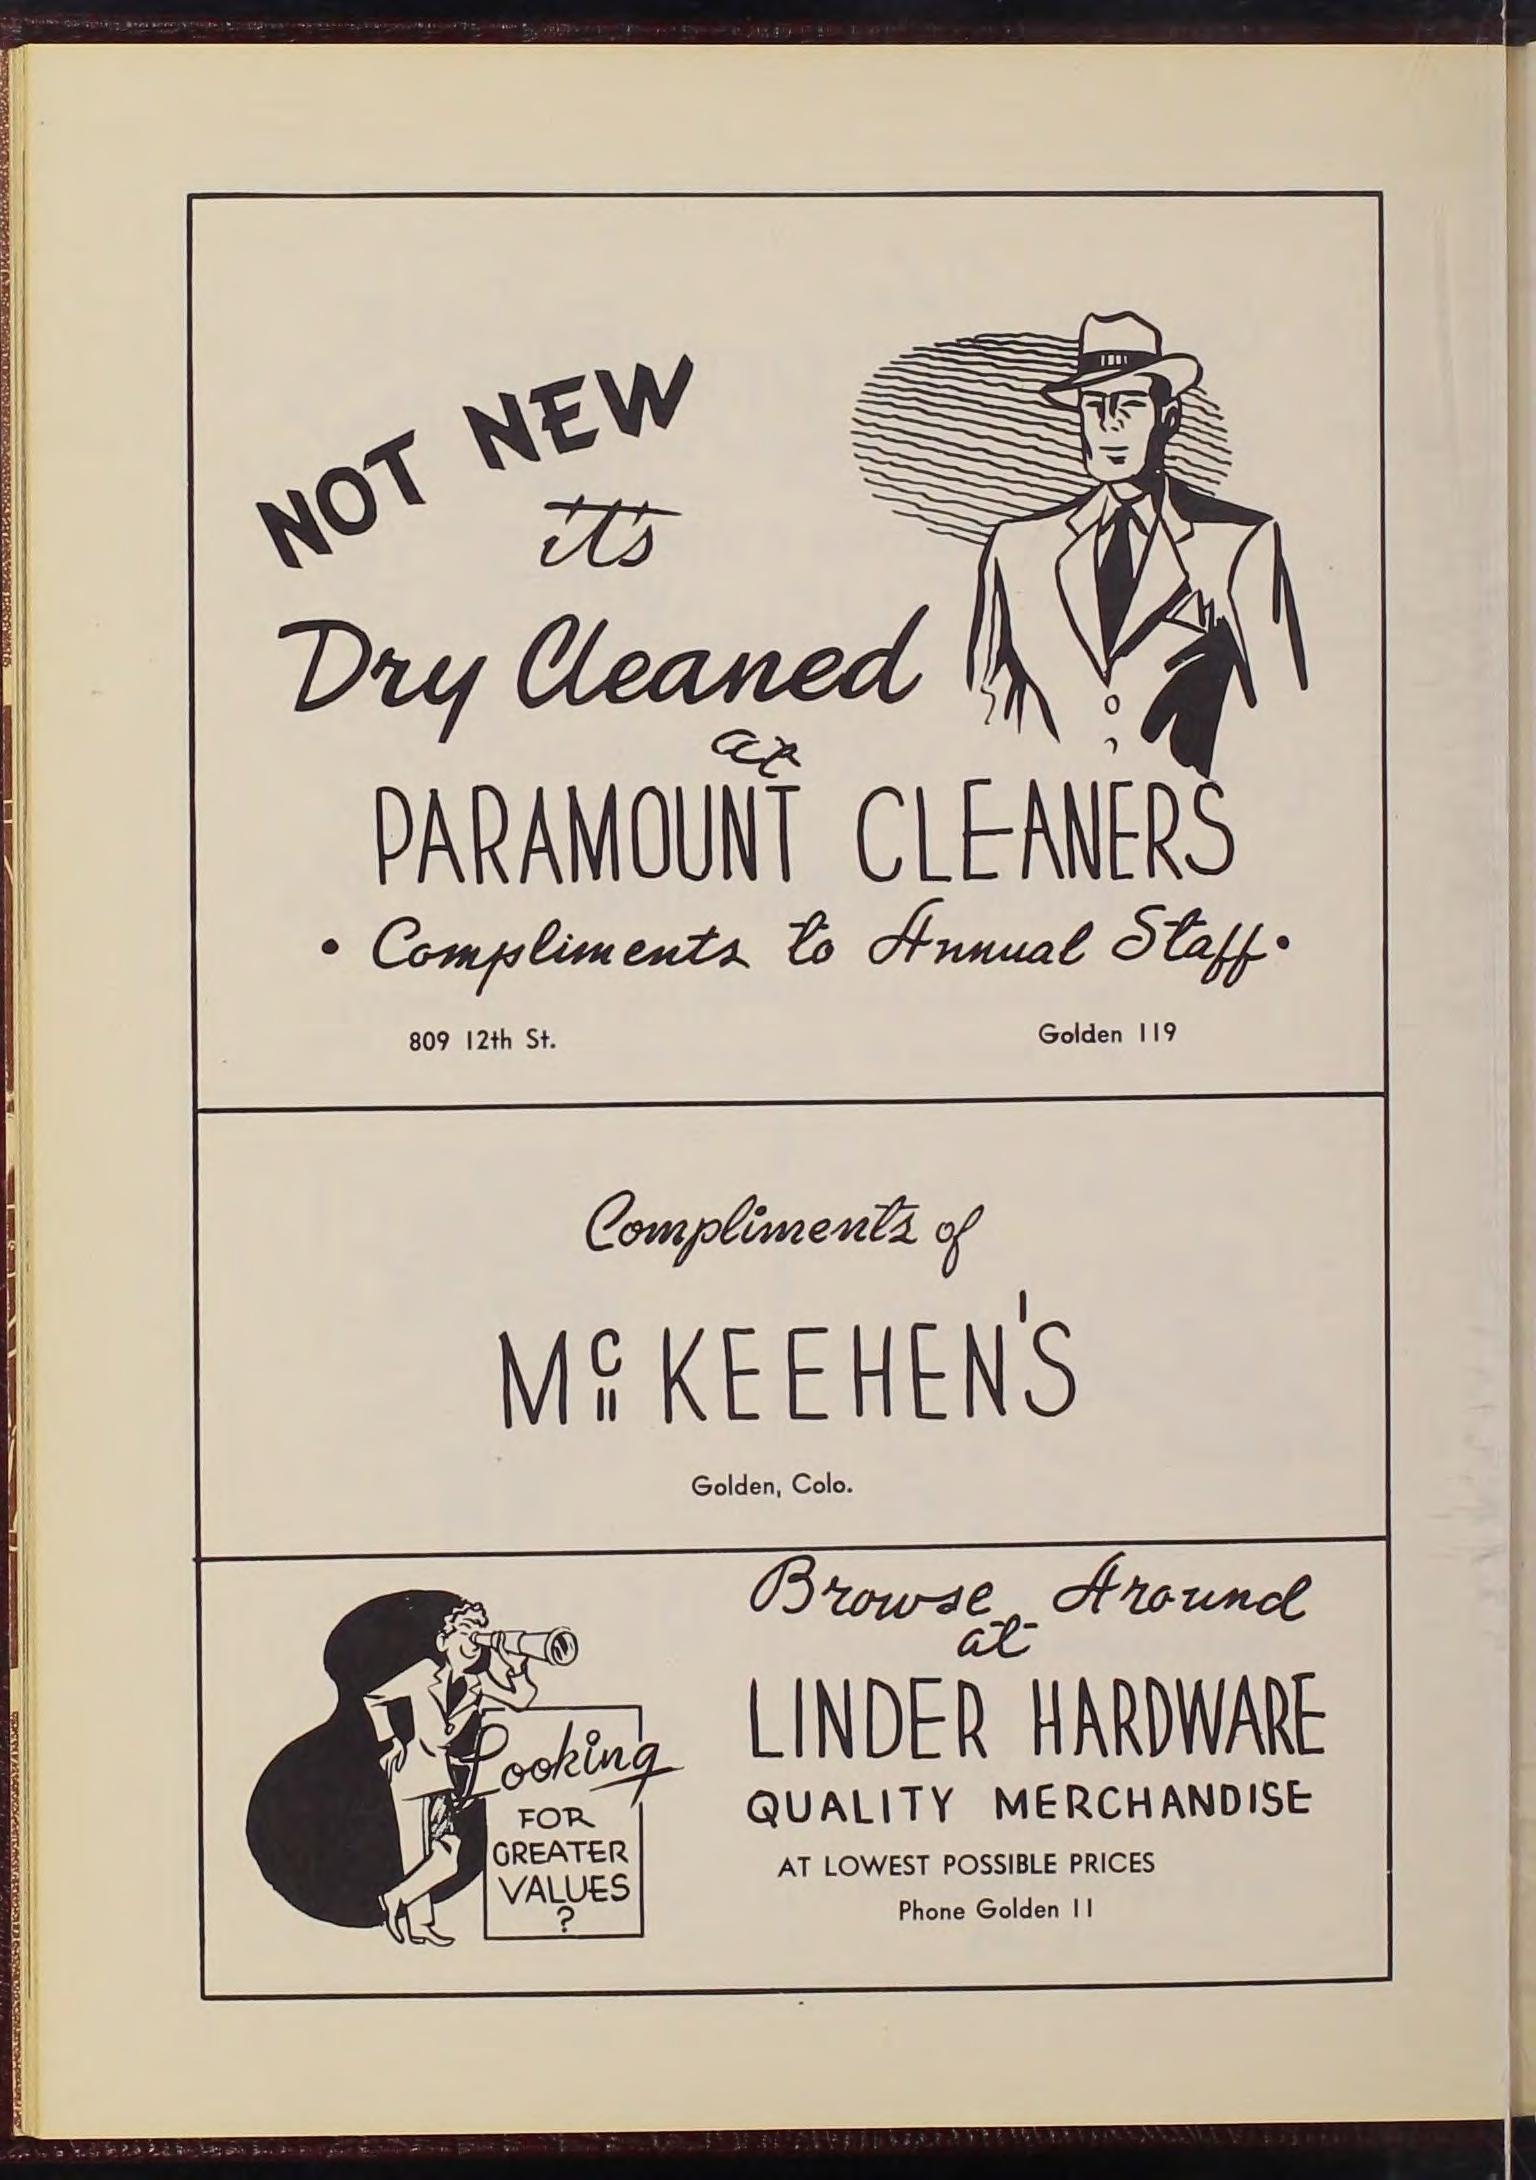 NOT NEW
it's
Dry Cleaned
at
PARAMOUNT CLEANERS
• Compliments to Annual Staff •
809 12th St. Golden 119
Compliments of
McKEEHEN'S
Golden, Colo.
Looking
FOR
GREATER
VALUES
?
Browse Around
at
LINDER HARDWARE
QUALITY MERCHANDISE
AT LOWEST POSSIBLE PRICES
Phone Golden 11